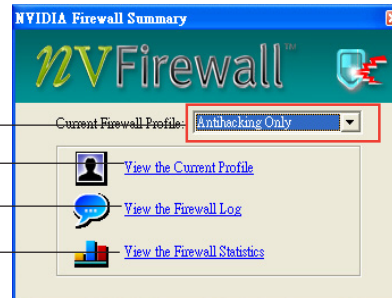 NVIDIA Firewall Summary
nVFirewall™
Current Firewall Profile: Antihacking Only
View the Current Profile
View the Firewall Log
View the Firewall Statistics